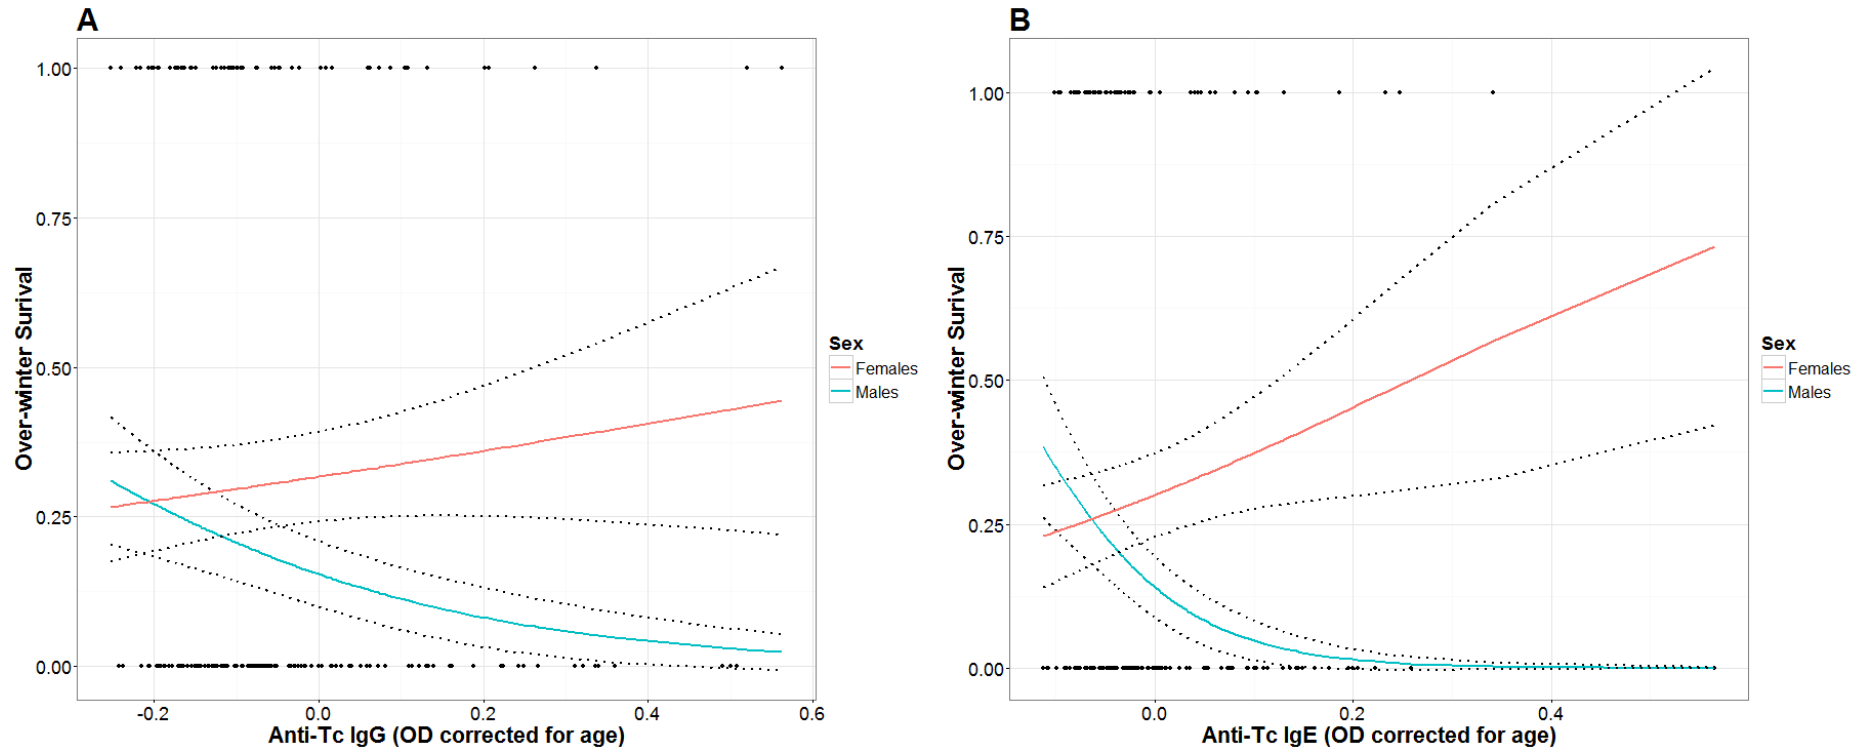 A
1.00
0.75
0.50
0.25
0.00
Over-winter Surival
-0.2
0.0
0.2
0.4
0.6
Anti-Tc IgG (OD corrected for age)
Sex
Females
Males
B
1.00
0.75
0.50
0.25
0.00
Over-winter Surival
0.0
0.2
0.4
Anti-Tc IgE (OD corrected for age)
Sex
Females
Males